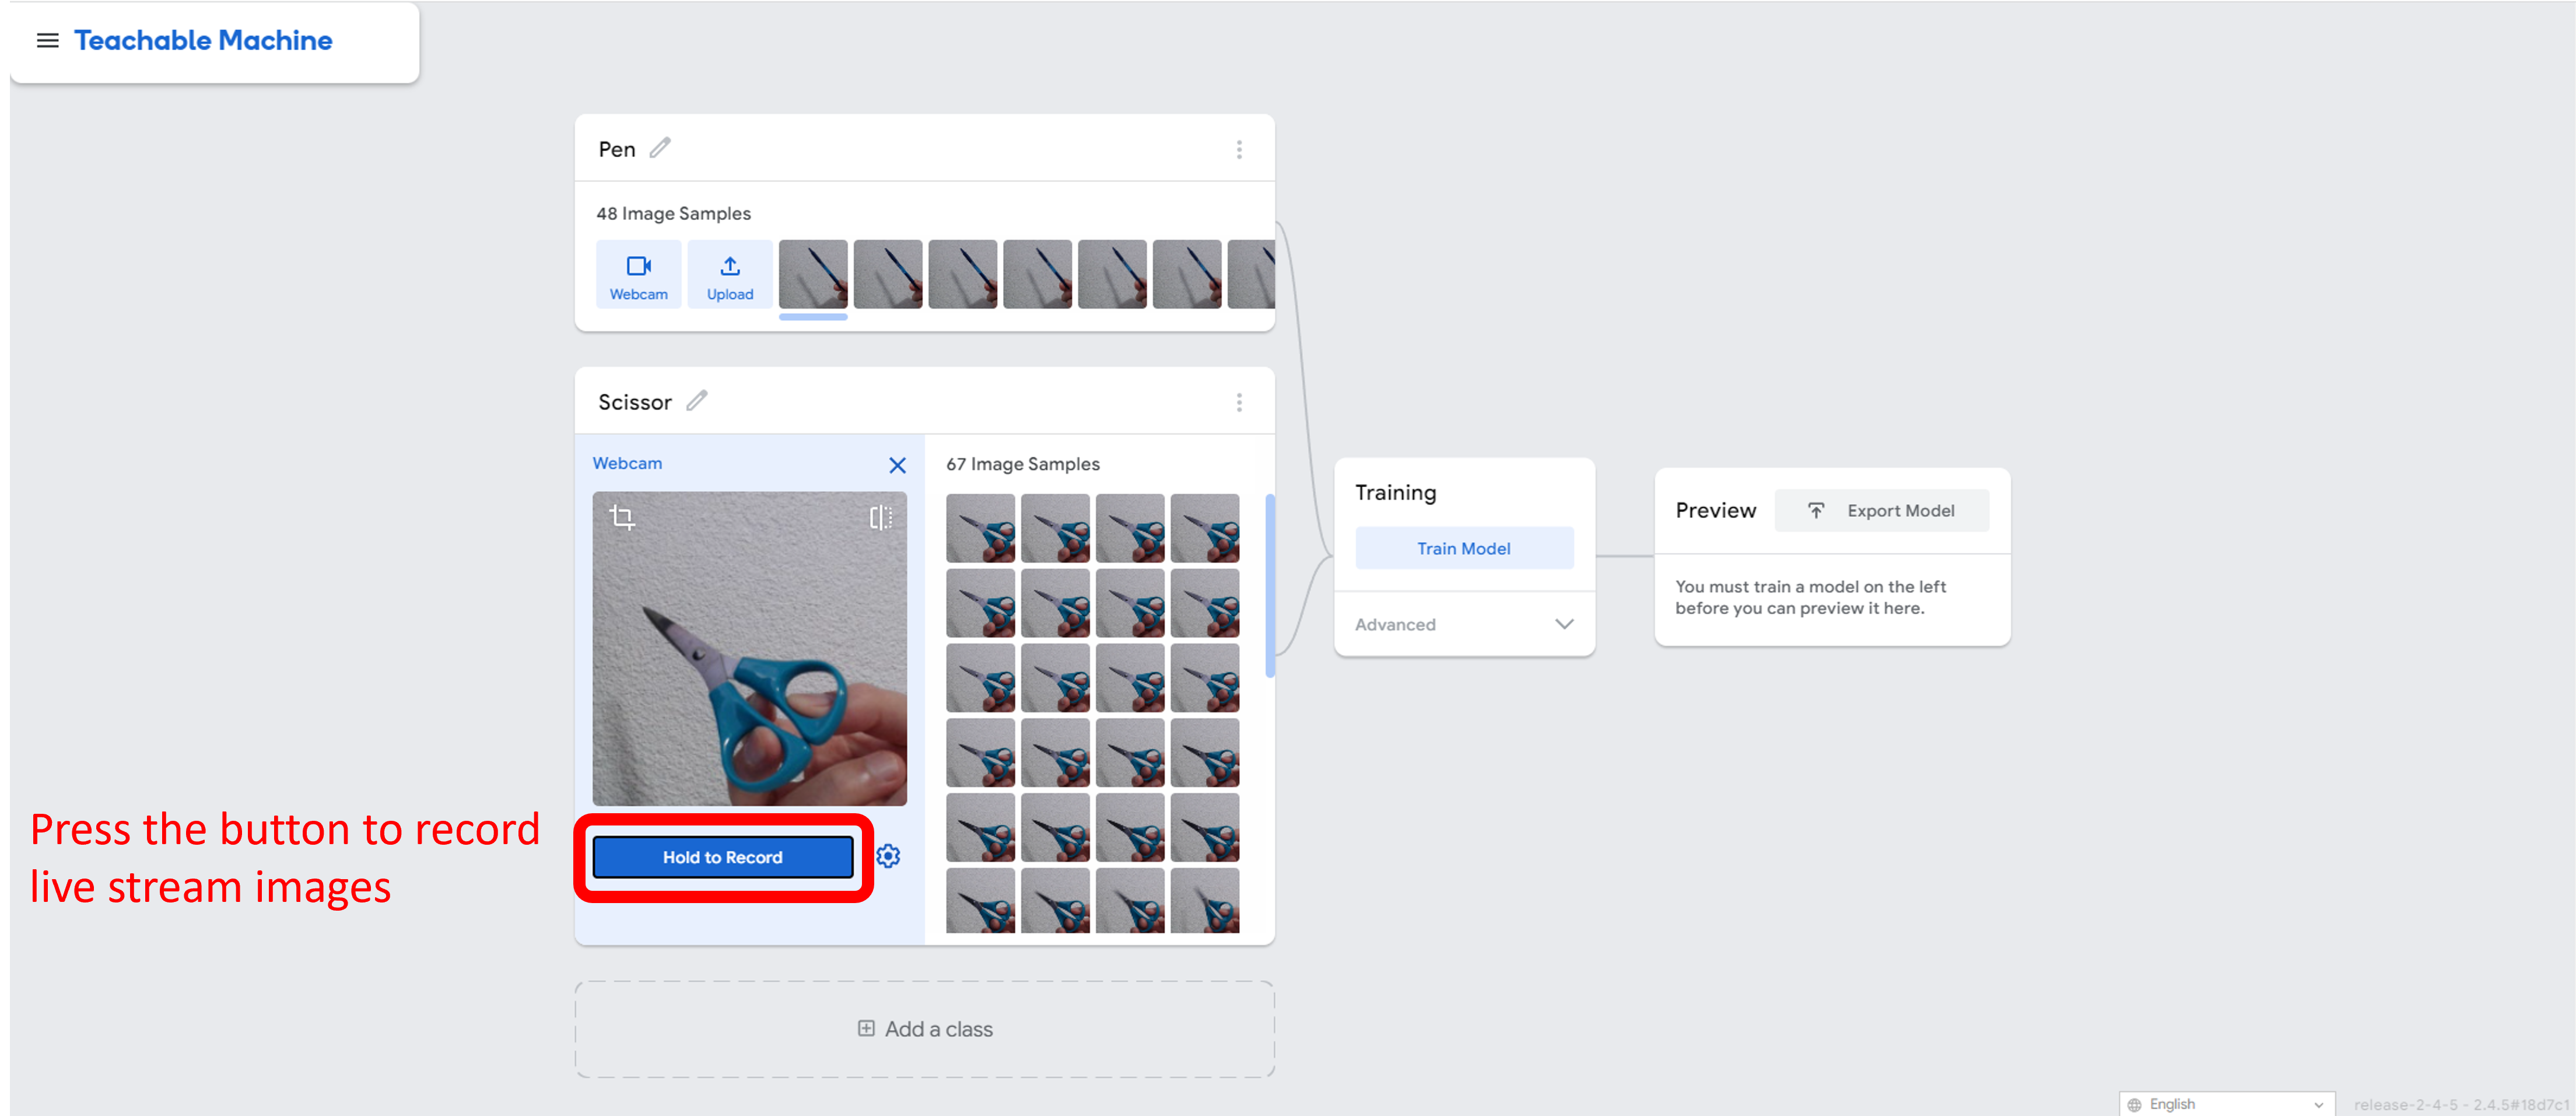 Teachable Machine
Pen
48 Image Samples
Webcam
Upload
Scissor
Webcam
67 Image Samples
Hold to Record
Press the button to record
live stream images
Training
Train Model
Advanced
Preview
Export Model
You must train a model on the left
before you can preview it here.
Add a class
English
release-2-4-5 - 2.4.5#18d7c1